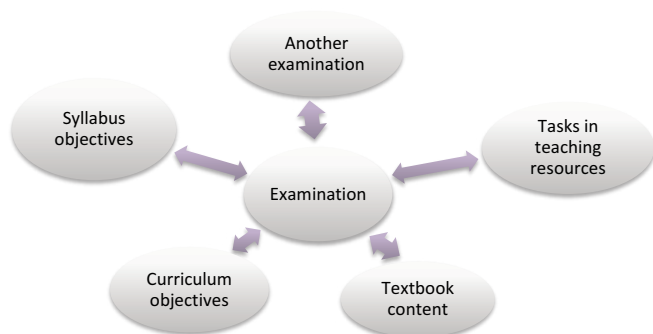 Another
examination
Syllabus
objectives
Tasks in
teaching
resources
Examination
Curriculum
objectives
Textbook
content